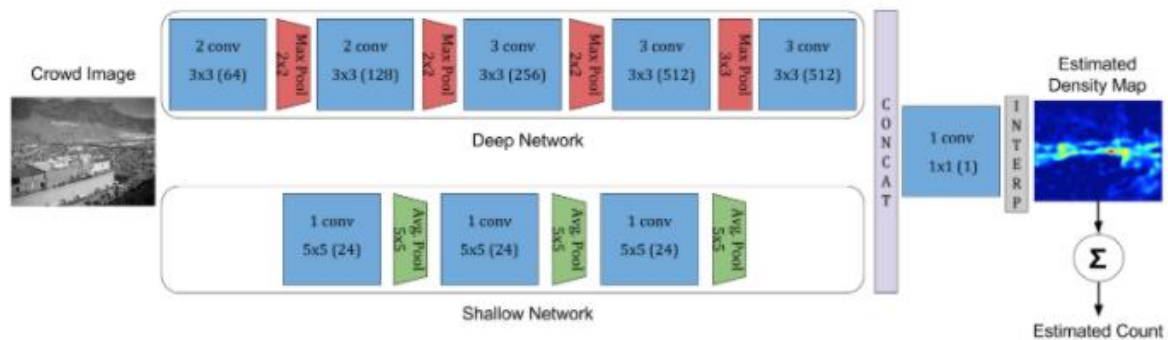 Crowd Image
2 conv
3x3 (64)
Max Pool
2x2
2 conv
3x3 (128)
Max Pool
2x2
3 conv
3x3 (256)
Max Pool
2x2
3 conv
3x3 (512)
Max Pool
3x3
3 conv
3x3 (512)
Deep Network
1 conv
5x5 (24)
Avg. Pool
5x5
1 conv
5x5 (24)
Avg. Pool
5x5
1 conv
5x5 (24)
Avg. Pool
5x5
Shallow Network
CONCAT
1 conv
1x1 (1)
INTERP
Estimated
Density Map
Σ
Estimated Count